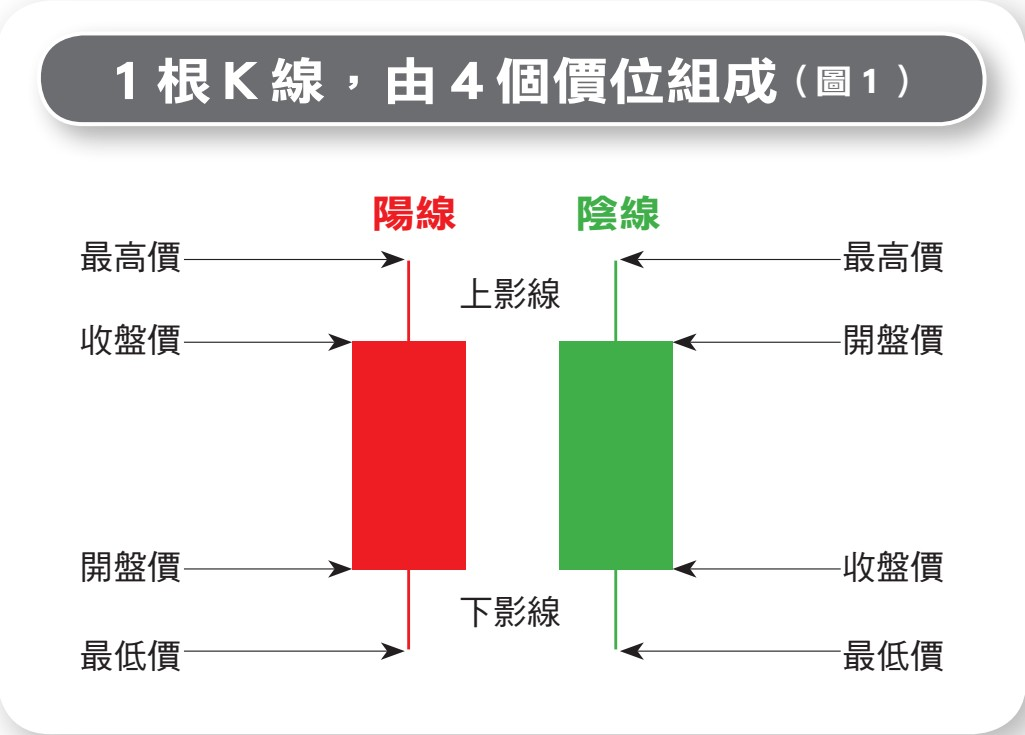 1根K線，由4個價位組成（圖1）
陽線
陰線
最高價
最高價
上影線
收盤價
開盤價
開盤價
收盤價
下影線
最低價
最低價